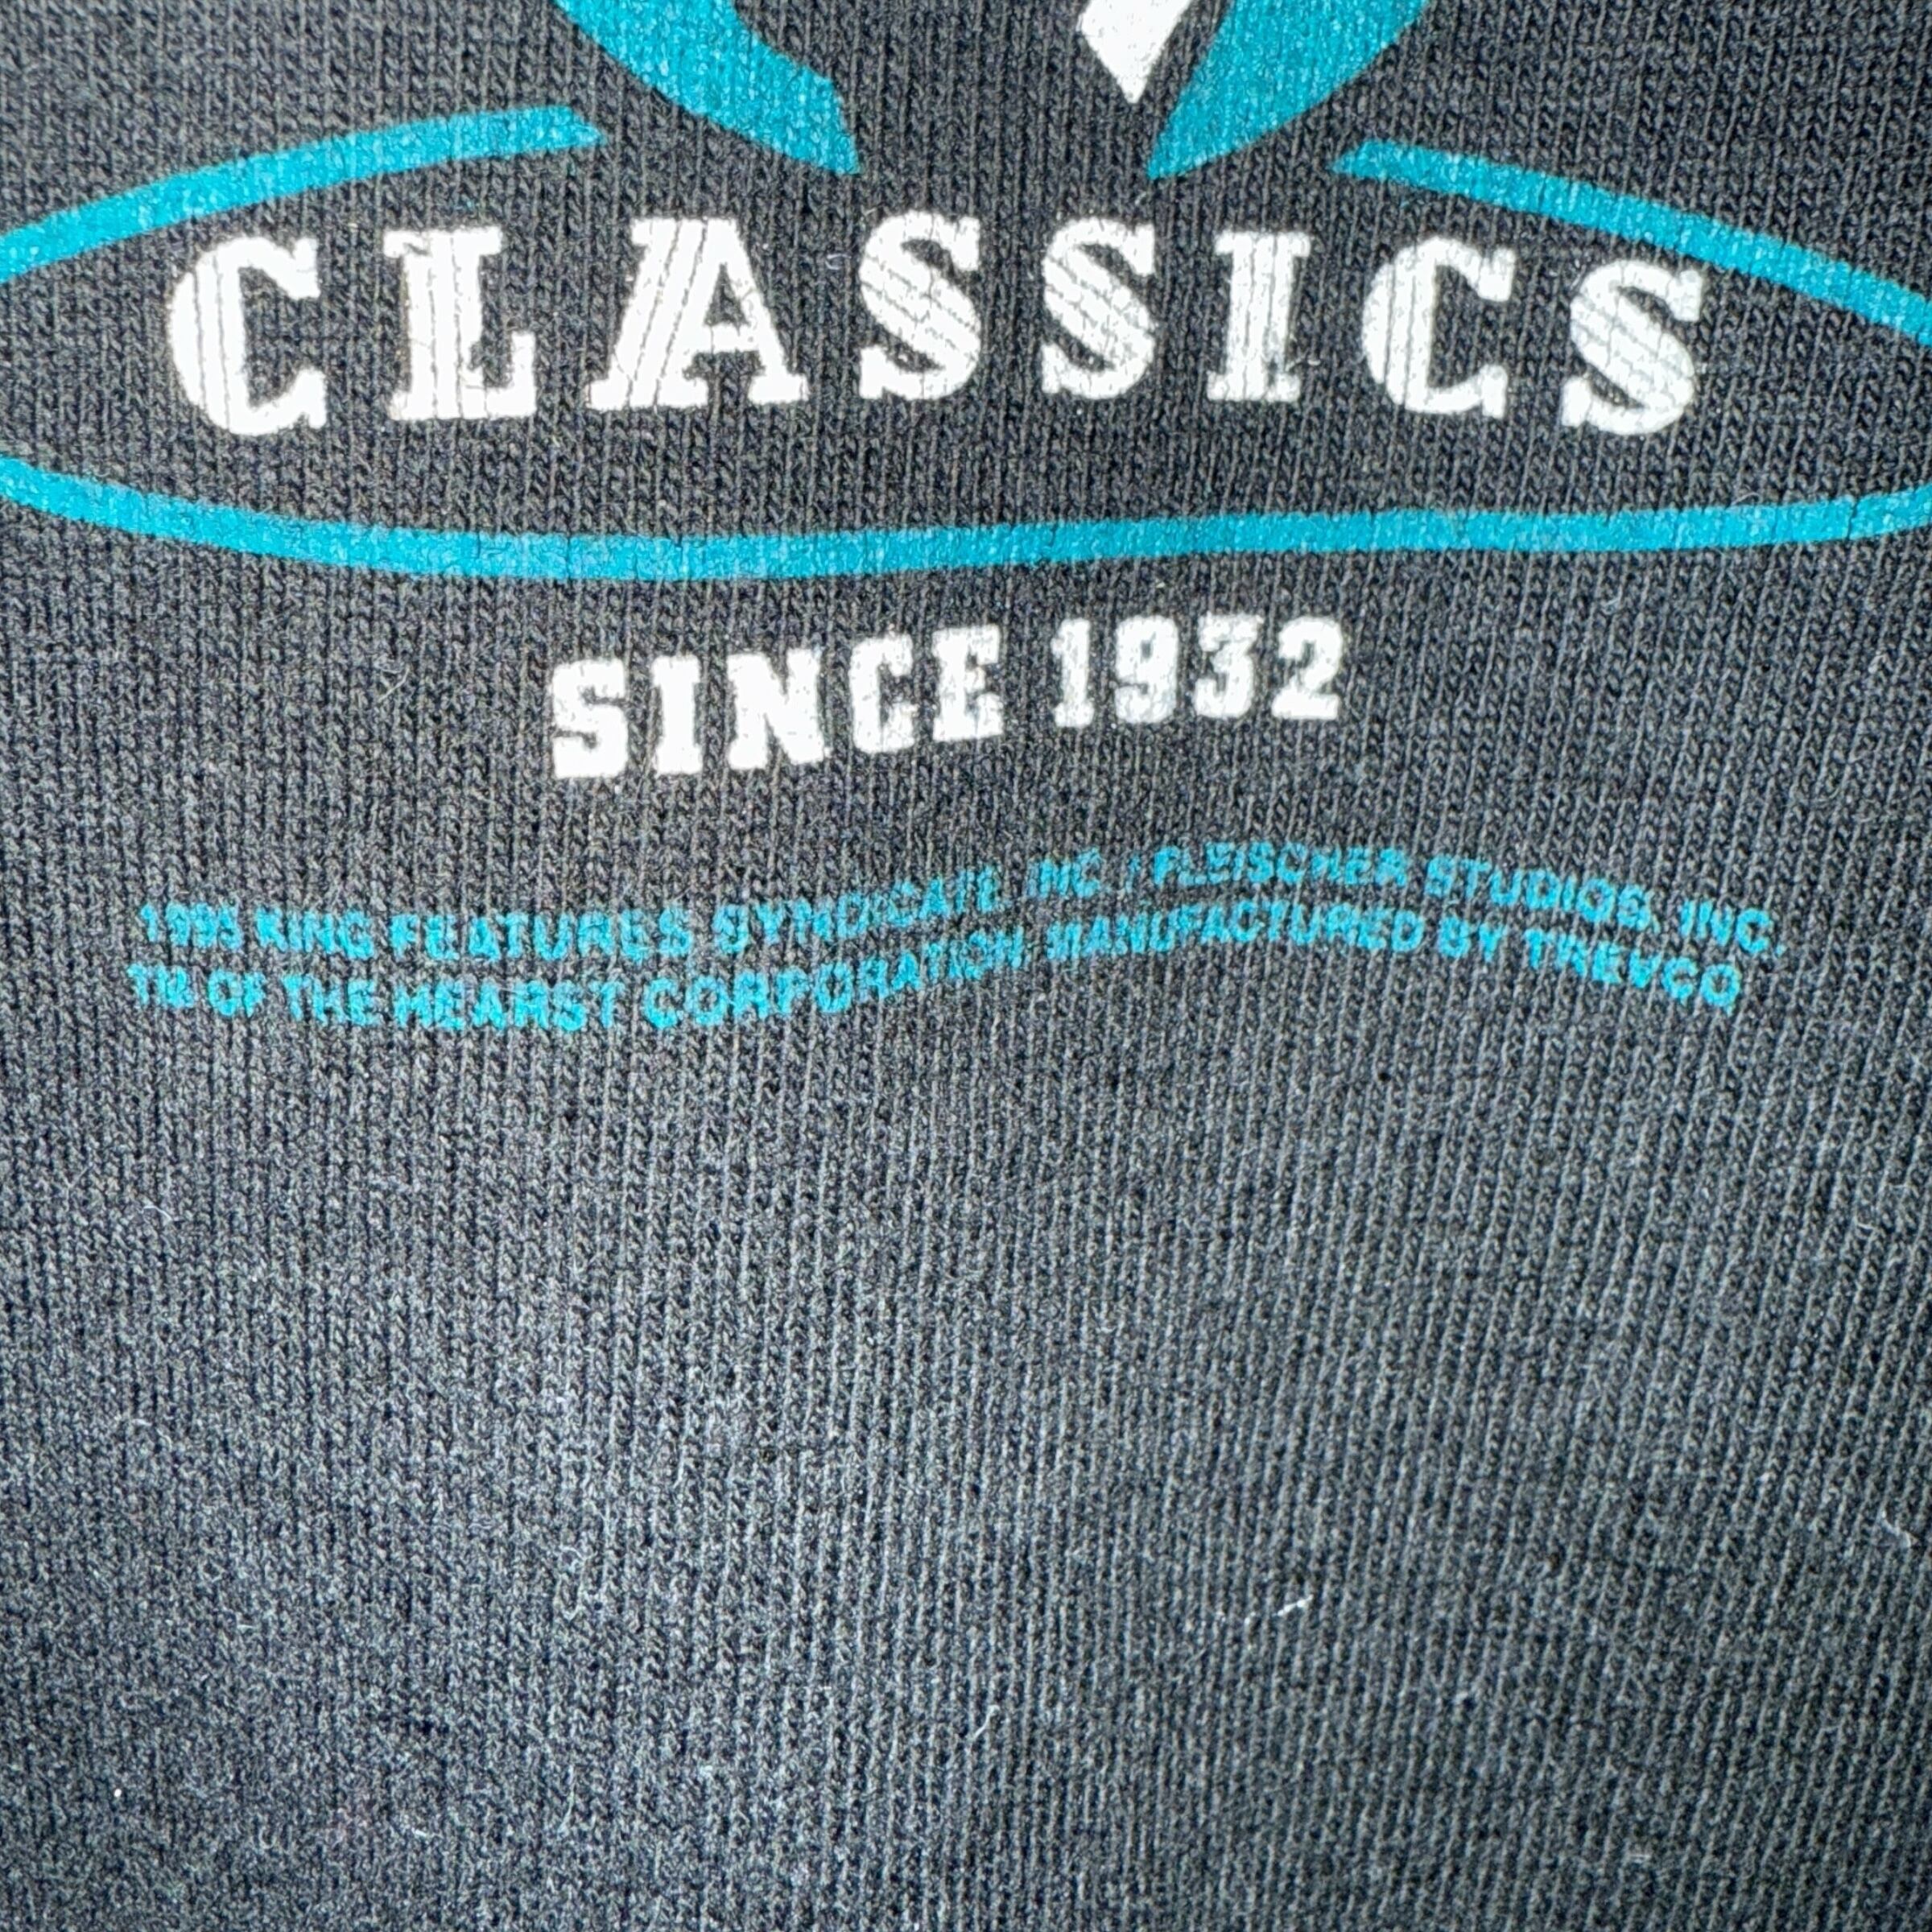 CLASSICS
SINCE 1932
1995 KING FEATURES SYNDICATE, INC. / FLEISCHER STUDIOS, INC.
TM OF THE HEARST CORPORATION MANUFACTURED BY TREVCO